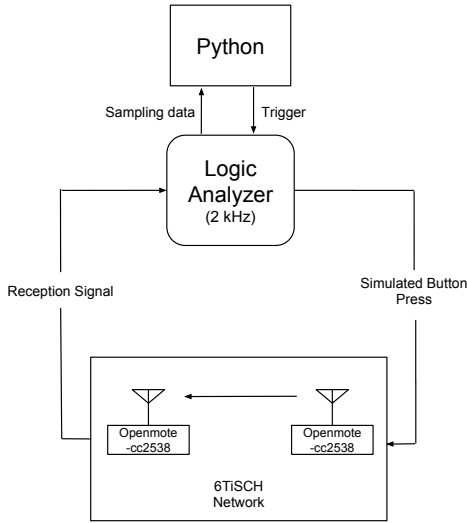 Python
Sampling data
Trigger
Logic
Analyzer
(2 kHz)
Reception Signal
Simulated Button
Press
Openmote
-cc2538
Openmote
-cc2538
6TiSCH
Network